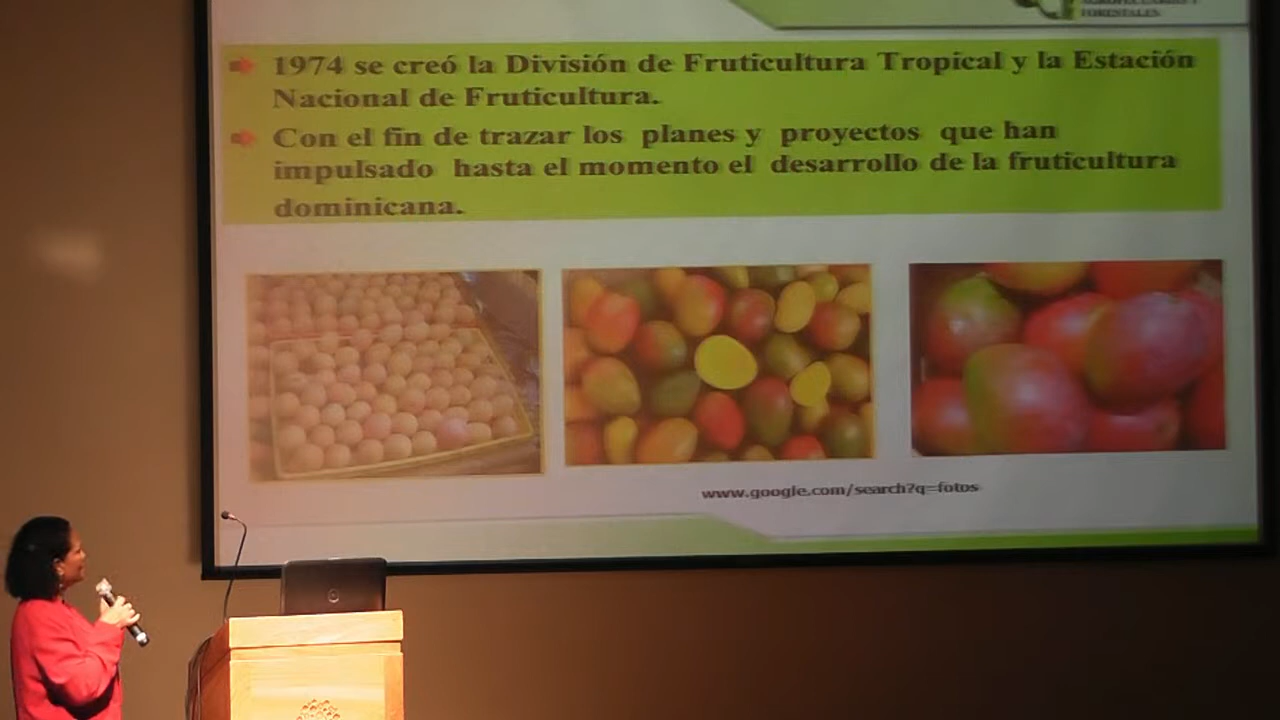 FORESTALES
1974 se creó la División de Fruticultura Tropical y la Estación
Nacional de Fruticultura.
Con el fin de trazar los planes y proyectos que han
impulsado hasta el momento el desarrollo de la fruticultura
dominicana.
www.google.com/search?q=fotos